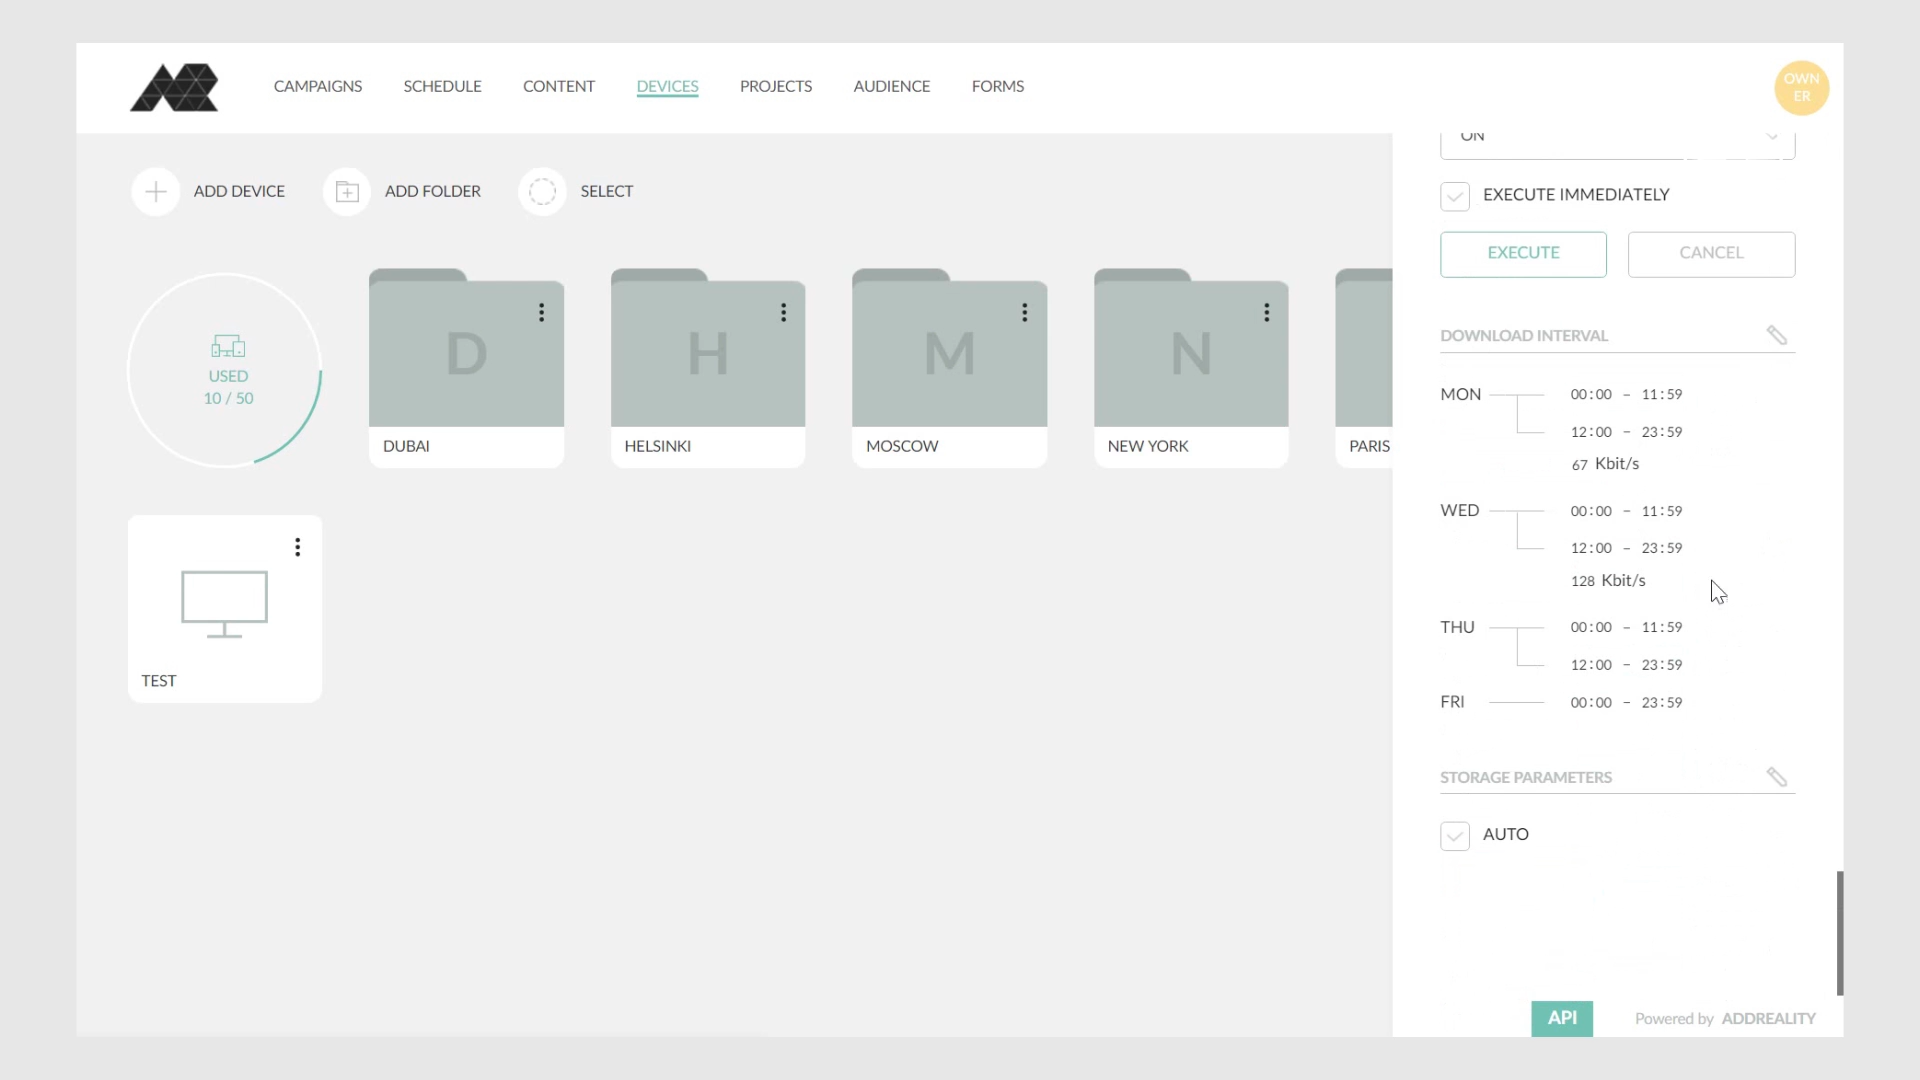 CAMPAIGNS SCHEDULE CONTENT DEVICES PROJECTS AUDIENCE FORMS
OWN
ER
ADD DEVICE ADD FOLDER SELECT
USED
10 / 50
D
H
M
N
DUBAI
HELSINKI
MOSCOW
NEW YORK
PARIS
TEST
ON
EXECUTE IMMEDIATELY
EXECUTE CANCEL
DOWNLOAD INTERVAL
MON 00:00 - 11:59
12:00 - 23:59
67 Kbit/s
WED 00:00 - 11:59
12:00 - 23:59
128 Kbit/s
THU 00:00 - 11:59
12:00 - 23:59
FRI 00:00 - 23:59
STORAGE PARAMETERS
AUTO
API Powered by ADDREALITY